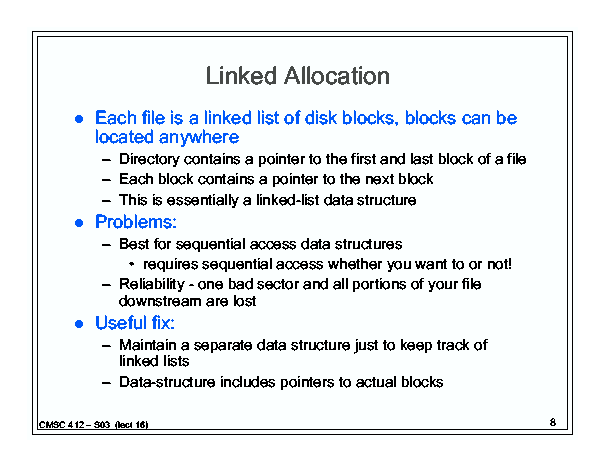 Linked Allocation
● Each file is a linked list of disk blocks, blocks can be
located anywhere
– Directory contains a pointer to the first and last block of a file
– Each block contains a pointer to the next block
– This is essentially a linked-list data structure
● Problems:
– Best for sequential access data structures
• requires sequential access whether you want to or not!
– Reliability - one bad sector and all portions of your file
downstream are lost
● Useful fix:
– Maintain a separate data structure just to keep track of
linked lists
– Data-structure includes pointers to actual blocks
CMSC 412 – S03 (lect 16)
8